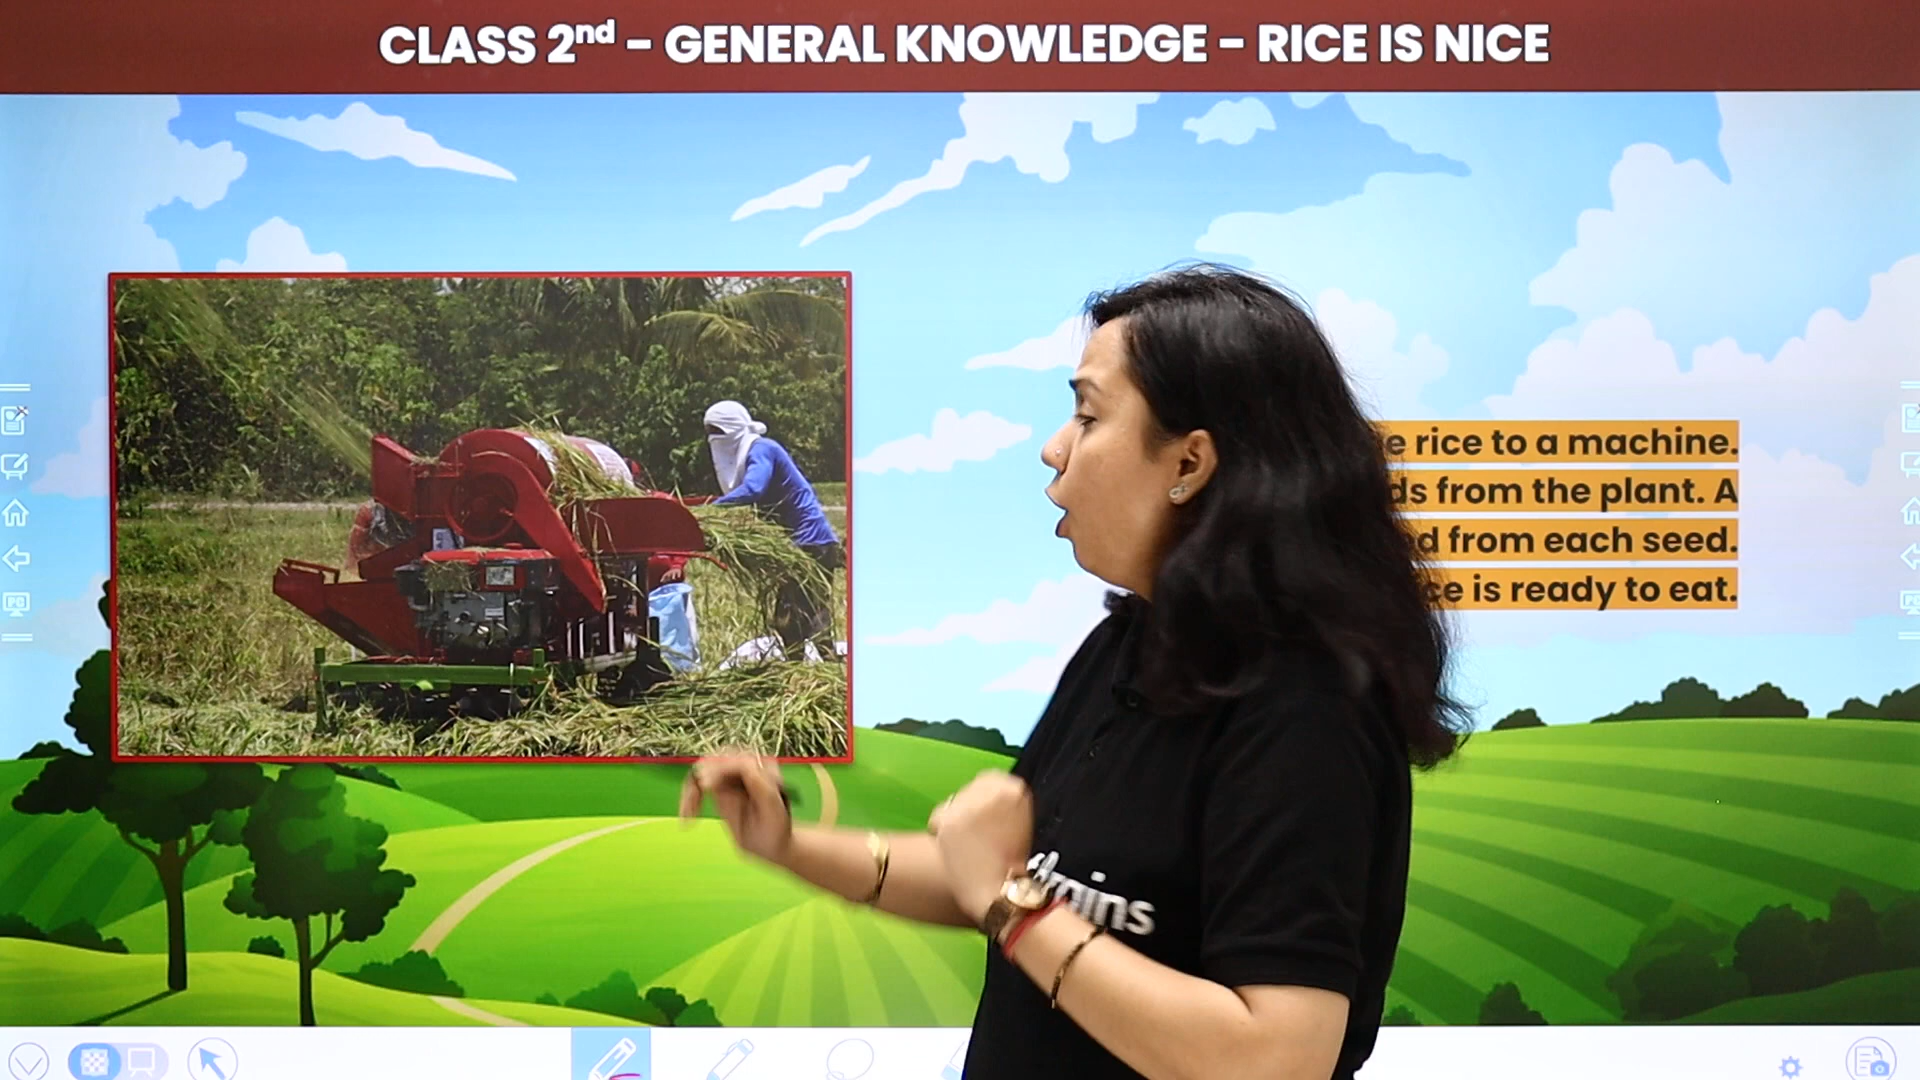 CLASS 2nd - GENERAL KNOWLEDGE - RICE IS NICE
rice to a machine.
from the plant. A
from each seed.
is ready to eat.